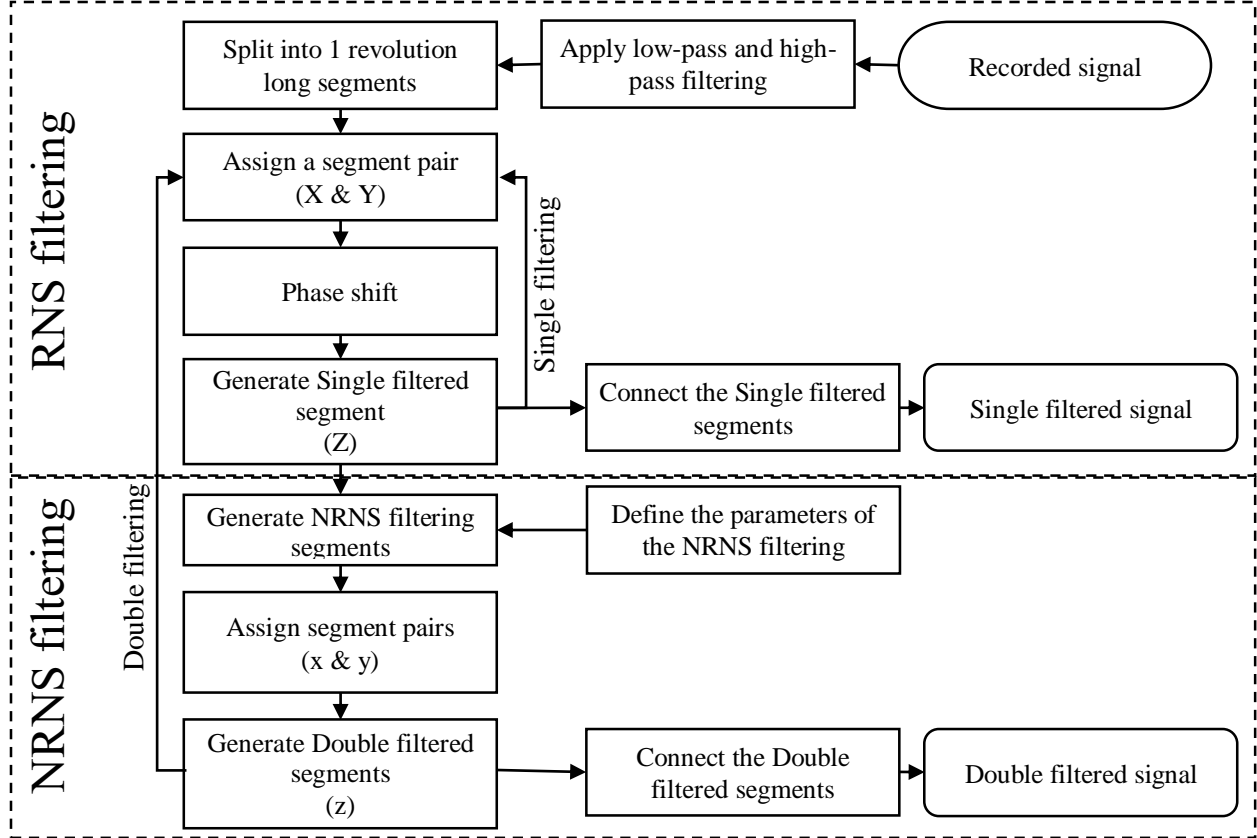 RNS filtering
Split into 1 revolution
long segments
Apply low-pass and high-
pass filtering
Recorded signal
Assign a segment pair
(X & Y)
Phase shift
Single filtering
Generate Single filtered
segment
(Z)
Connect the Single filtered
segments
Single filtered signal
NRNS filtering
Double filtering
Generate NRNS filtering
segments
Define the parameters of
the NRNS filtering
Assign segment pairs
(x & y)
Generate Double filtered
segments
(z)
Connect the Double
filtered segments
Double filtered signal